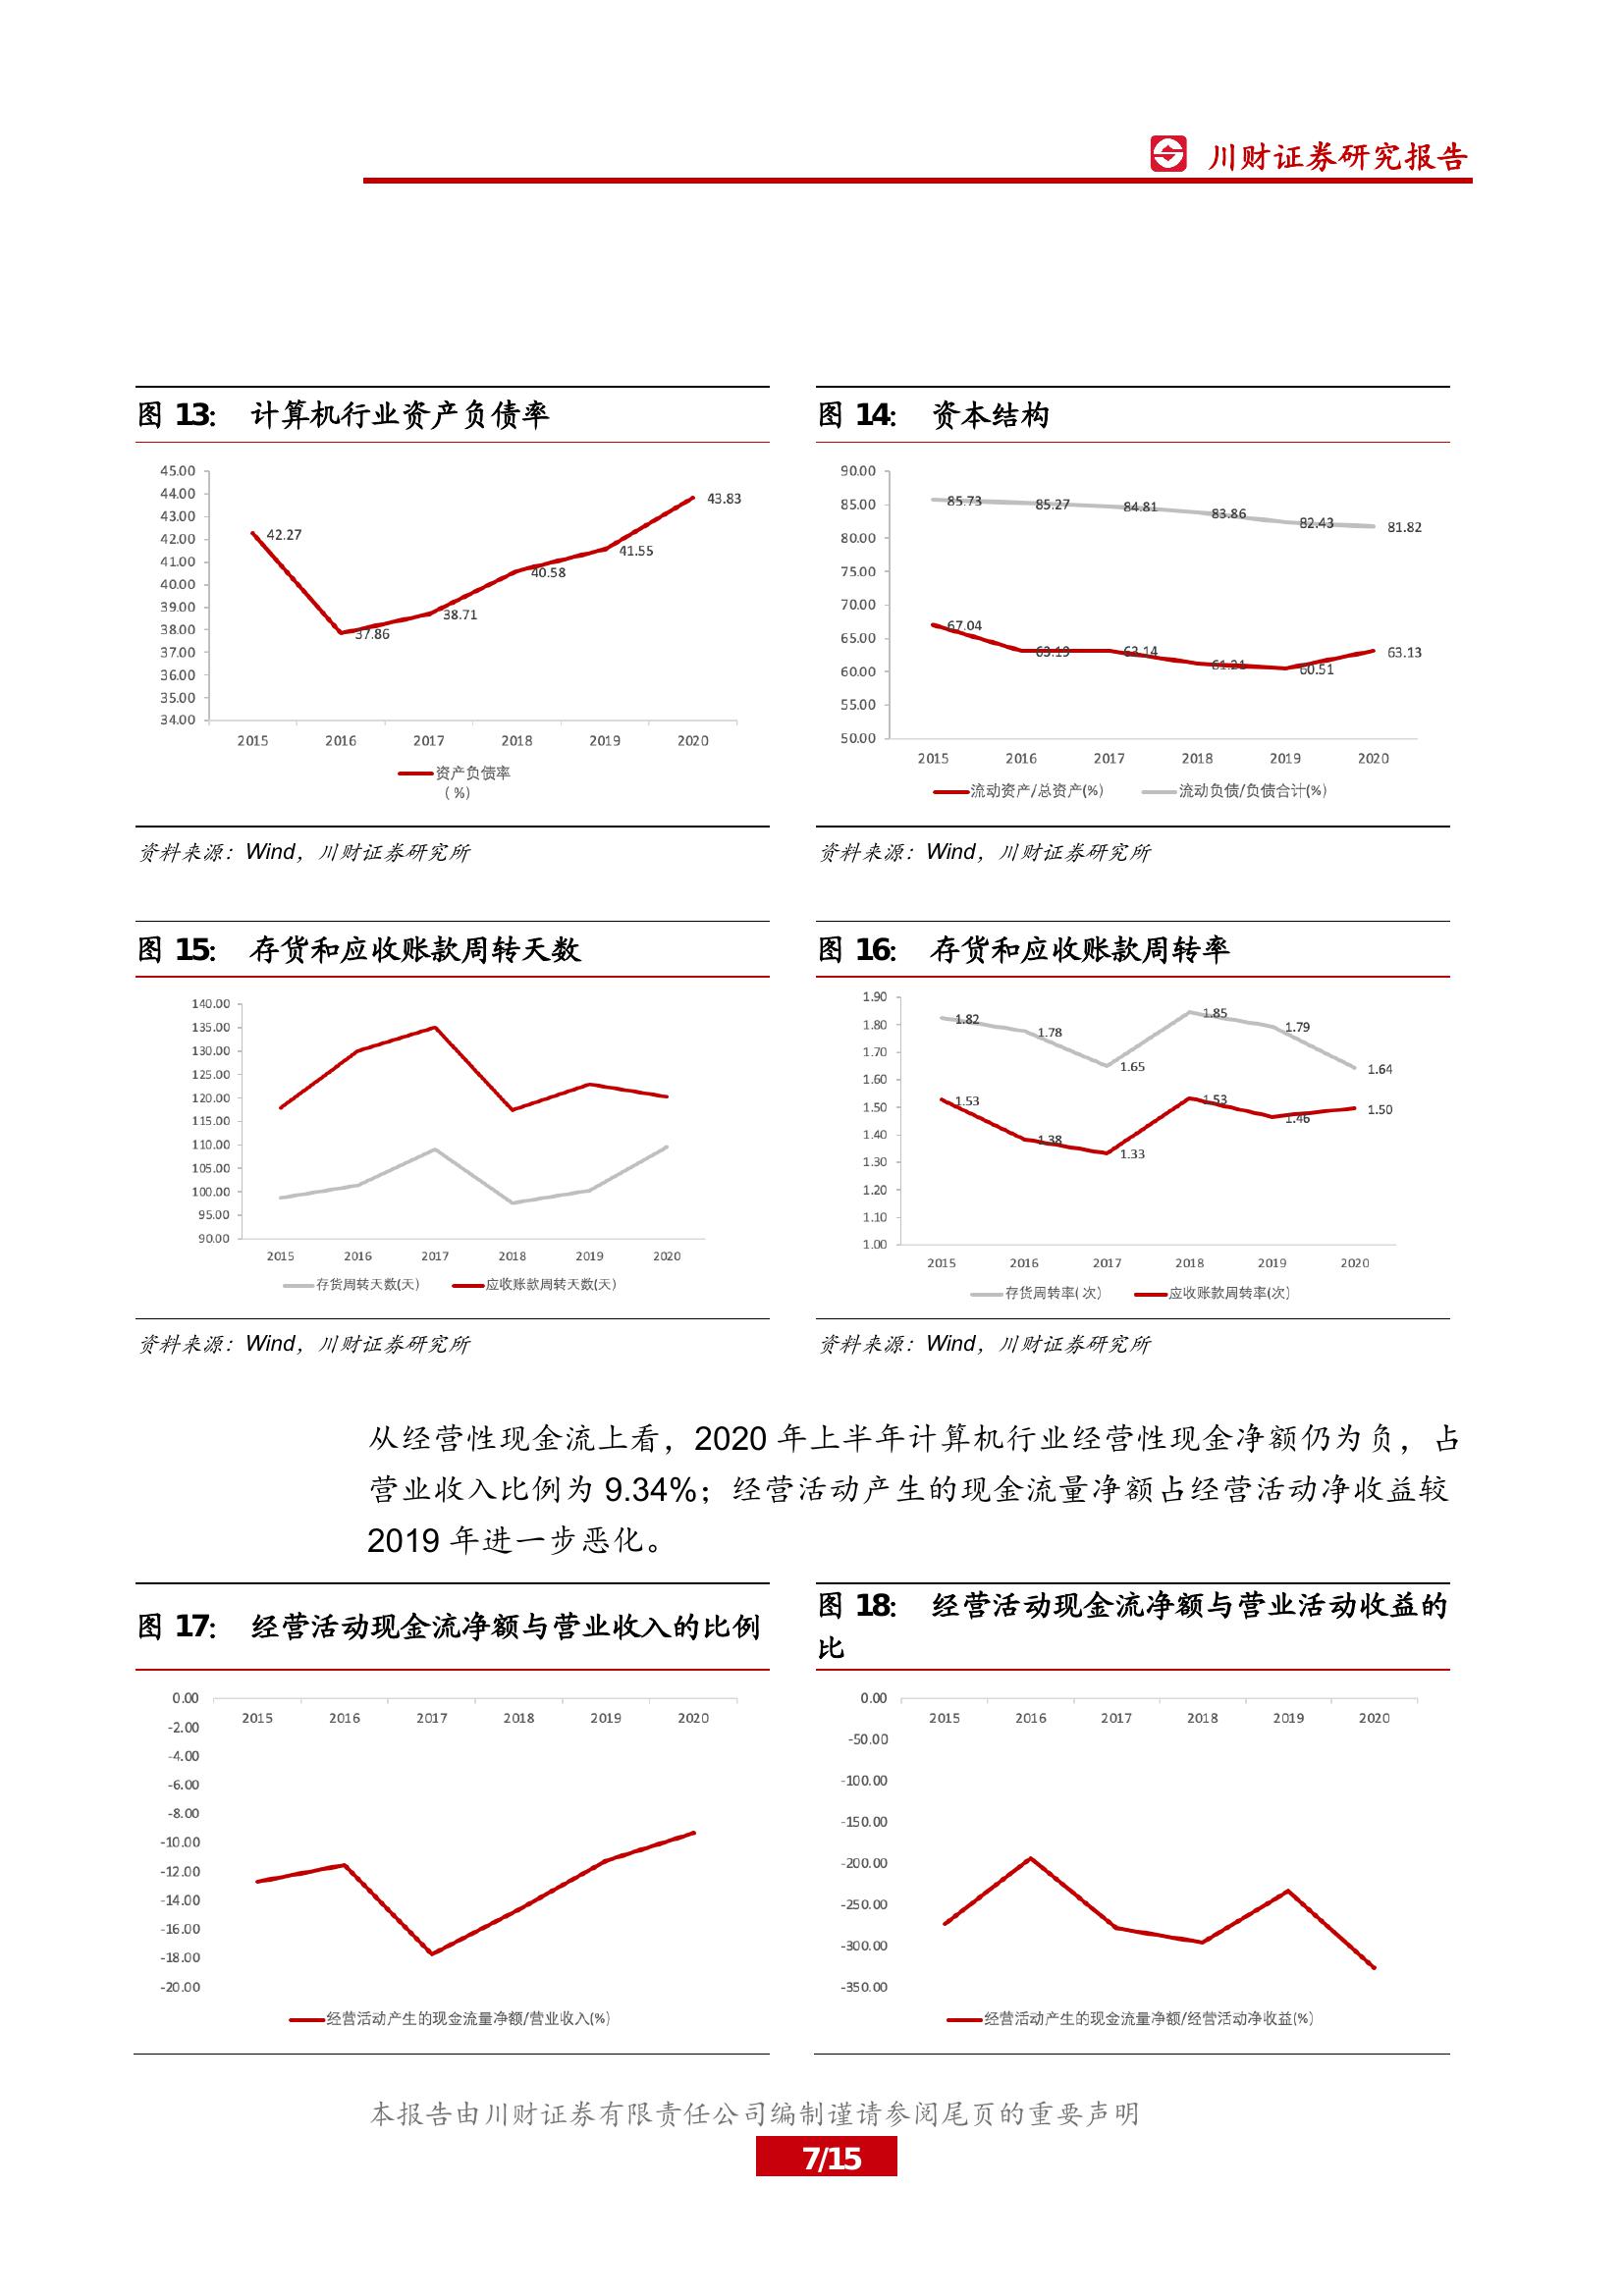 川财证券研究报告
图 13： 计算机行业资产负债率
45.00
44.00
43.00
42.00
41.00
40.00
39.00
38.00
37.00
36.00
35.00
34.00
42.27
37.86
38.71
40.58
41.55
43.83
2015 2016 2017 2018 2019 2020
资产负债率
(%)
资料来源：Wind，川财证券研究所
图 14： 资本结构
90.00
85.00
80.00
75.00
70.00
65.00
60.00
55.00
50.00
85.73 85.27 84.81 83.86 82.43 81.82
67.04 63.19 63.14 61.21 60.51 63.13
2015 2016 2017 2018 2019 2020
流动资产/总资产(%) 流动负债/负债合计(%)
资料来源：Wind，川财证券研究所
图 15： 存货和应收账款周转天数
140.00
135.00
130.00
125.00
120.00
115.00
110.00
105.00
100.00
95.00
90.00
2015 2016 2017 2018 2019 2020
存货周转天数(天) 应收账款周转天数(天)
资料来源：Wind，川财证券研究所
图 16： 存货和应收账款周转率
1.90
1.80
1.70
1.60
1.50
1.40
1.30
1.20
1.10
1.00
1.82 1.78 1.65 1.85 1.79 1.64
1.53 1.38 1.33 1.53 1.46 1.50
2015 2016 2017 2018 2019 2020
存货周转率( 次) 应收账款周转率(次)
资料来源：Wind，川财证券研究所
从经营性现金流上看，2020 年上半年计算机行业经营性现金净额仍为负，占
营业收入比例为 9.34%；经营活动产生的现金流量净额占经营活动净收益较
2019 年进一步恶化。
图 17： 经营活动现金流净额与营业收入的比例
0.00
-2.00
-4.00
-6.00
-8.00
-10.00
-12.00
-14.00
-16.00
-18.00
-20.00
2015 2016 2017 2018 2019 2020
经营活动产生的现金流量净额/营业收入(%)
图 18： 经营活动现金流净额与营业活动收益的
比
0.00
-50.00
-100.00
-150.00
-200.00
-250.00
-300.00
-350.00
2015 2016 2017 2018 2019 2020
经营活动产生的现金流量净额/经营活动净收益(%)
本报告由川财证券有限责任公司编制谨请参阅尾页的重要声明
7/15